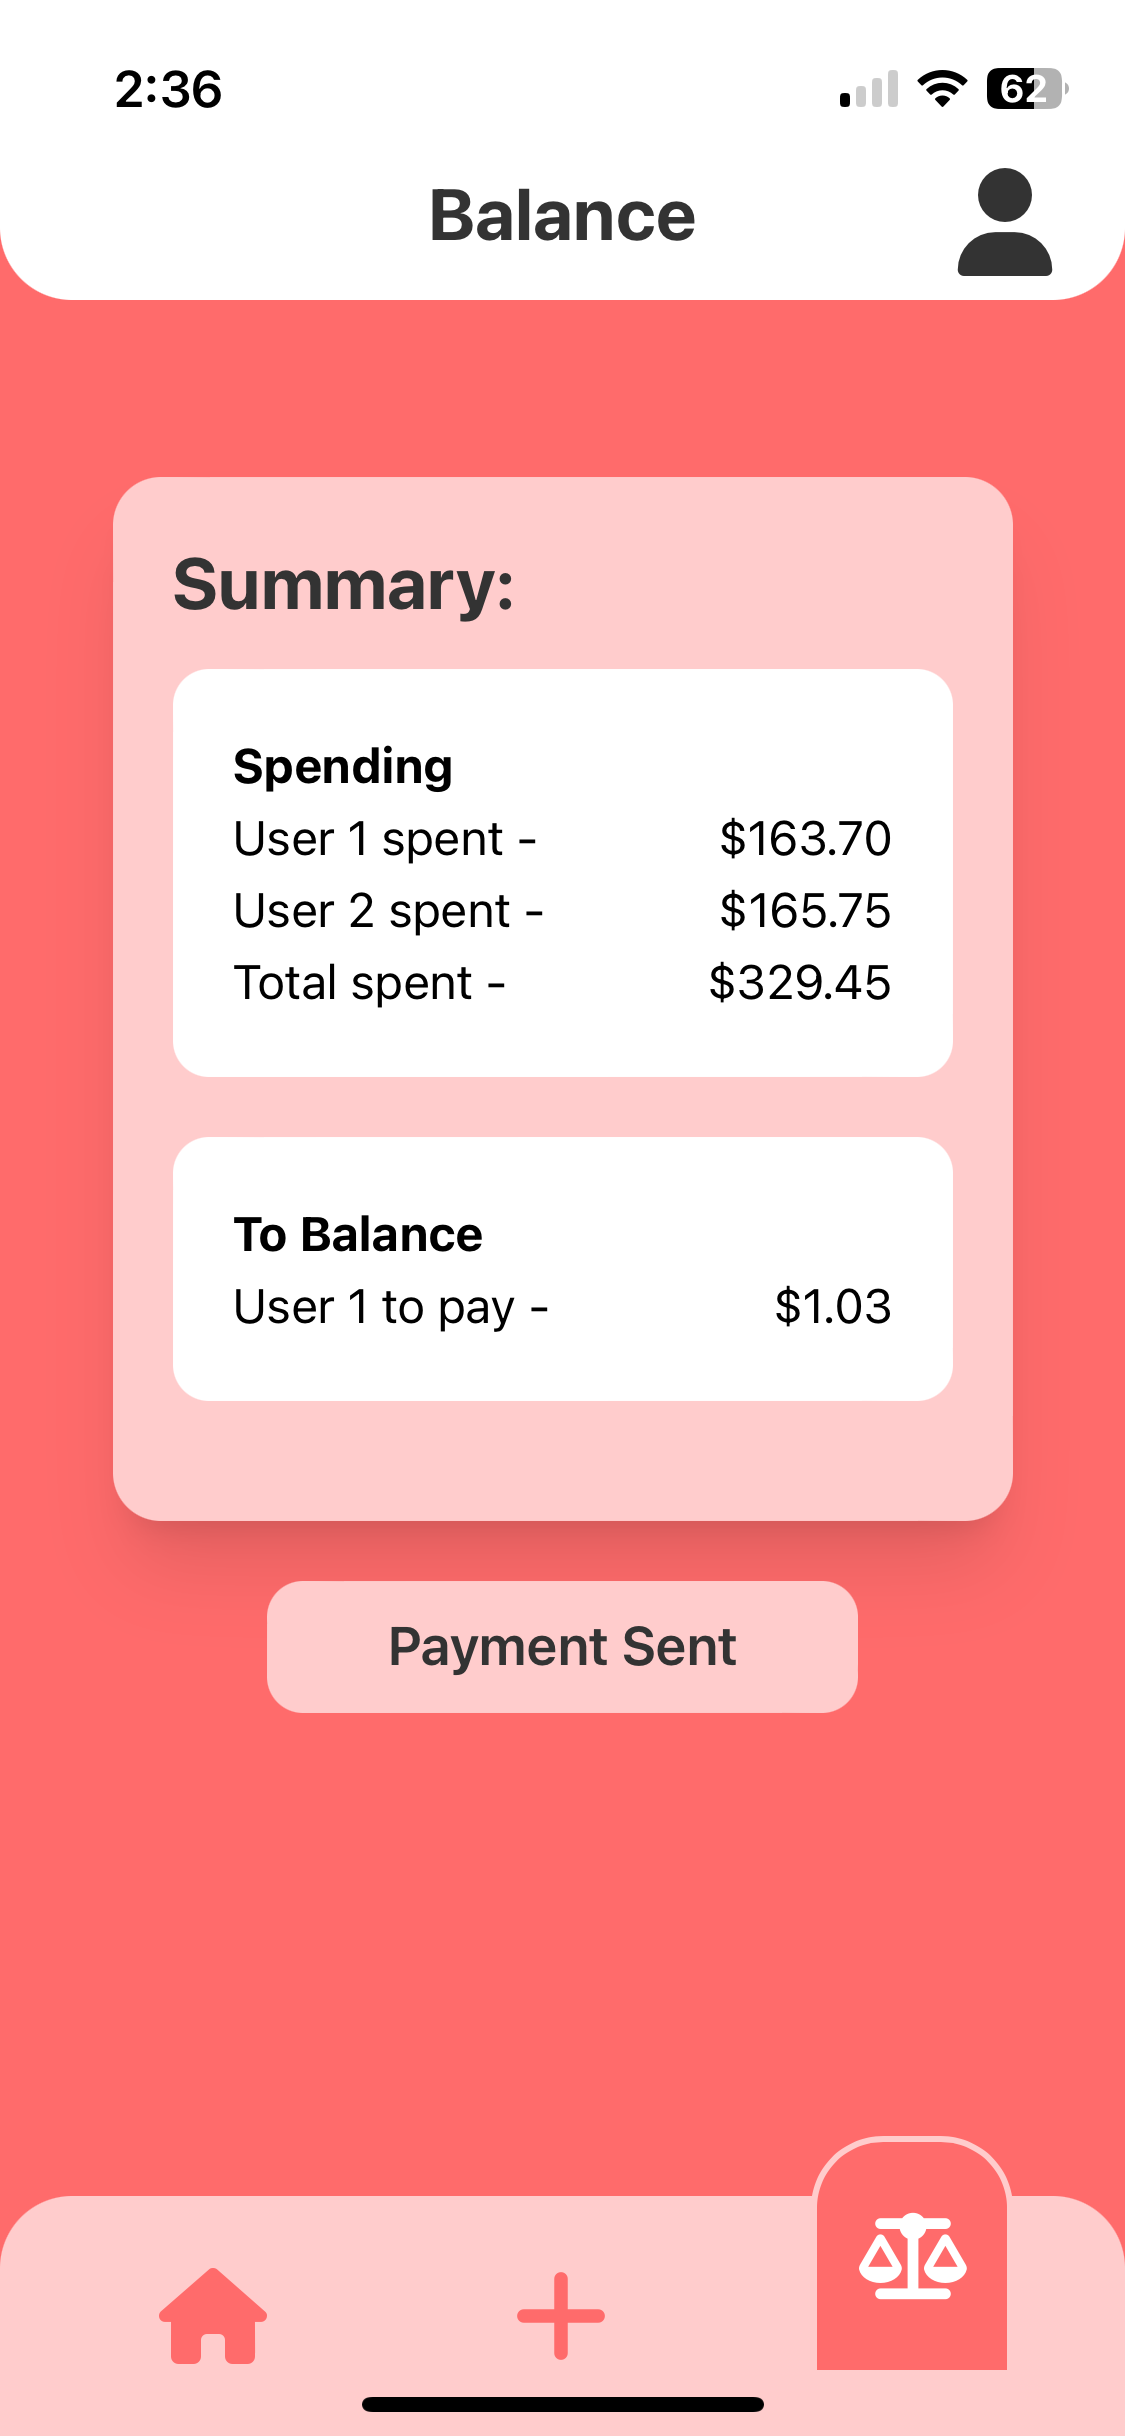 2:36
62
Balance
Summary:
Spending
User 1 spent - $163.70
User 2 spent - $165.75
Total spent - $329.45
To Balance
User 1 to pay - $1.03
Payment Sent